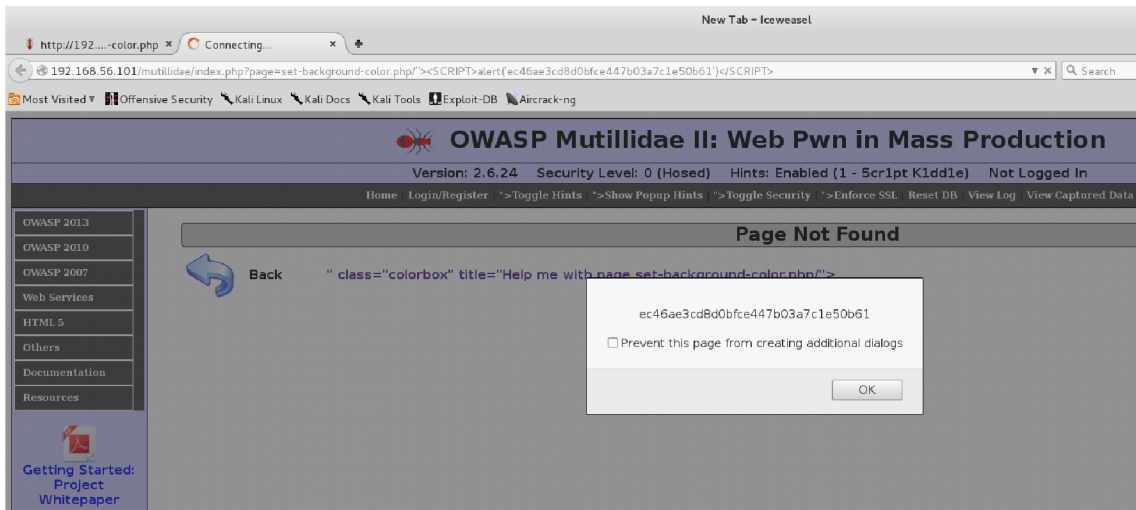 New Tab - Iceweasel
http://192....-color.php
Connecting...
192.168.56.101/mutillidae/index.php?page=set-background-color.php/"><SCRIPT>alert('ec46ae3cd8d0bfce447b03a7c1e50b61')</SCRIPT>
Search
Most Visited Offensive Security Kali Linux Kali Docs Kali Tools Exploit-DB Aircrack-ng
OWASP Mutillidae II: Web Pwn in Mass Production
Version: 2.6.24 Security Level: 0 (Hosed) Hints: Enabled (1 - 5cr1pt K1dd1e) Not Logged In
Home | Login/Register | ">Toggle Hints | ">Show Popup Hints | ">Toggle Security | ">Enforce SSL | Reset DB | View Log | View Captured Data
OWASP 2013
OWASP 2010
OWASP 2007
Web Services
HTML 5
Others
Documentation
Resources
Getting Started:
Project
Whitepaper
Page Not Found
Back
" class="colorbox" title="Help me with page set-background-color.php/">
ec46ae3cd8d0bfce447b03a7c1e50b61
Prevent this page from creating additional dialogs
OK